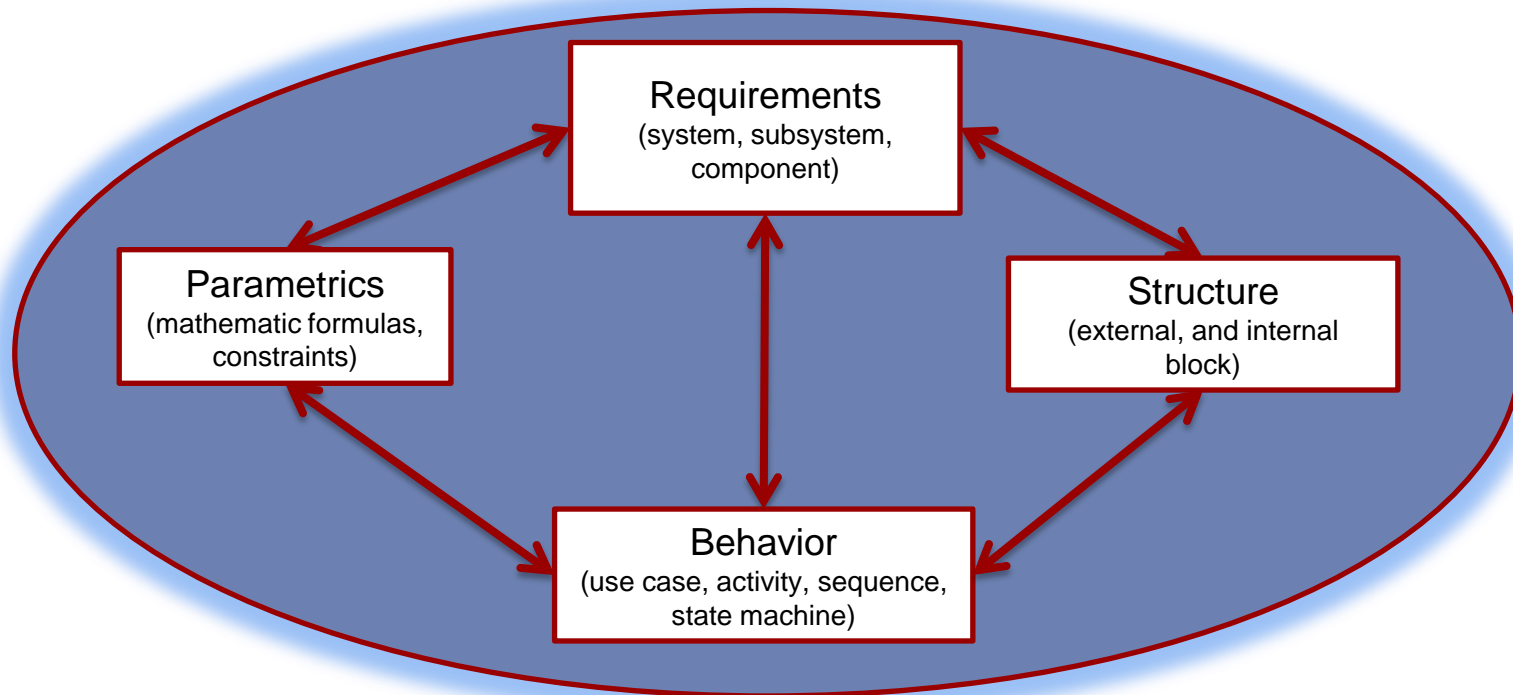 Requirements
(system, subsystem,
component)
Parametrics
(mathematic formulas,
constraints)
Structure
(external, and internal
block)
Behavior
(use case, activity, sequence,
state machine)